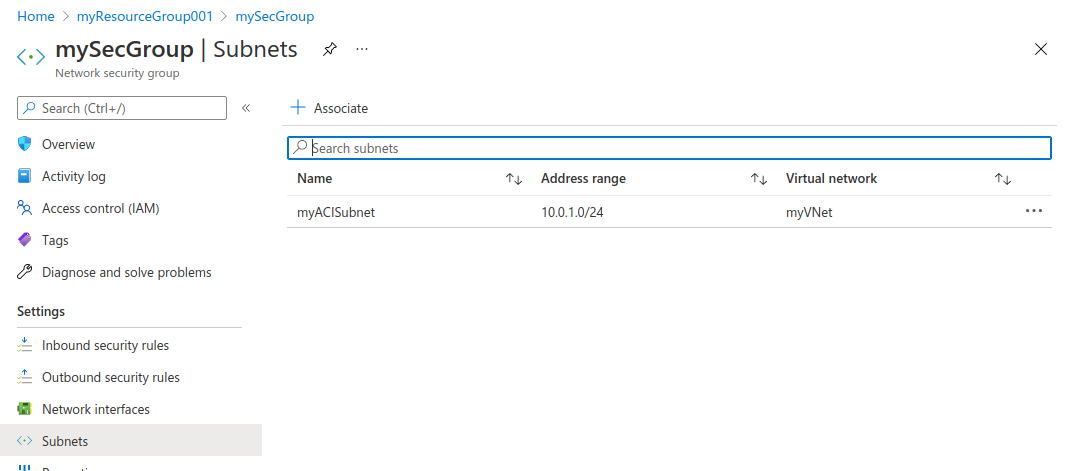 Home > myResourceGroup001 > mySecGroup
mySecGroup | Subnets
Network security group
Search (Ctrl+/)
Overview
Activity log
Access control (IAM)
Tags
Diagnose and solve problems
Settings
Inbound security rules
Outbound security rules
Network interfaces
Subnets
Associate
Search subnets
Name Address range Virtual network
myACISubnet 10.0.1.0/24 myVNet